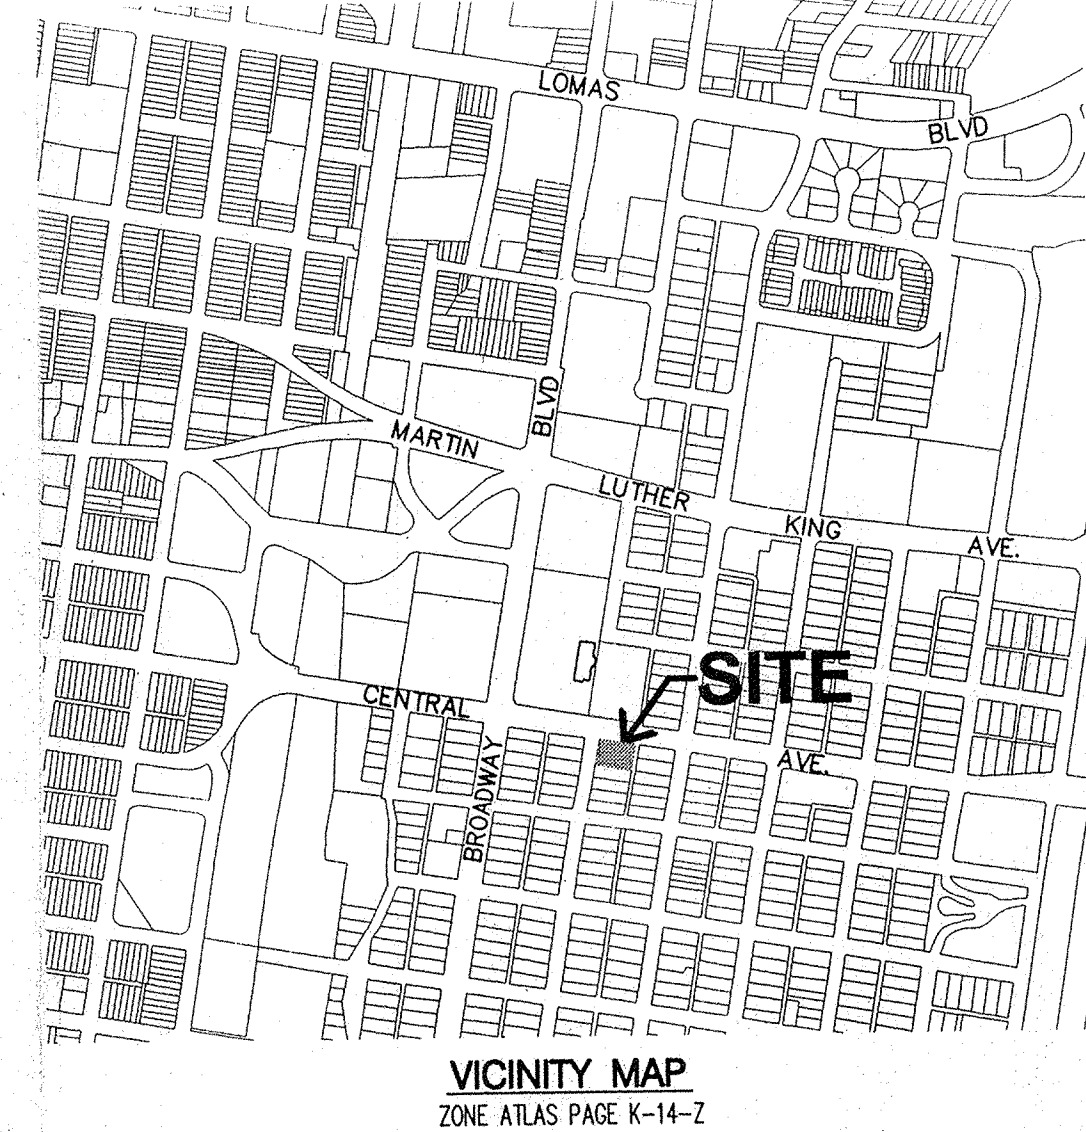 LOMAS
BLVD
BLVD
MARTIN
LUTHER
KING
AVE.
SITE
CENTRAL
BROADWAY
AVE.
VICINITY MAP
ZONE ATLAS PAGE K-14-Z